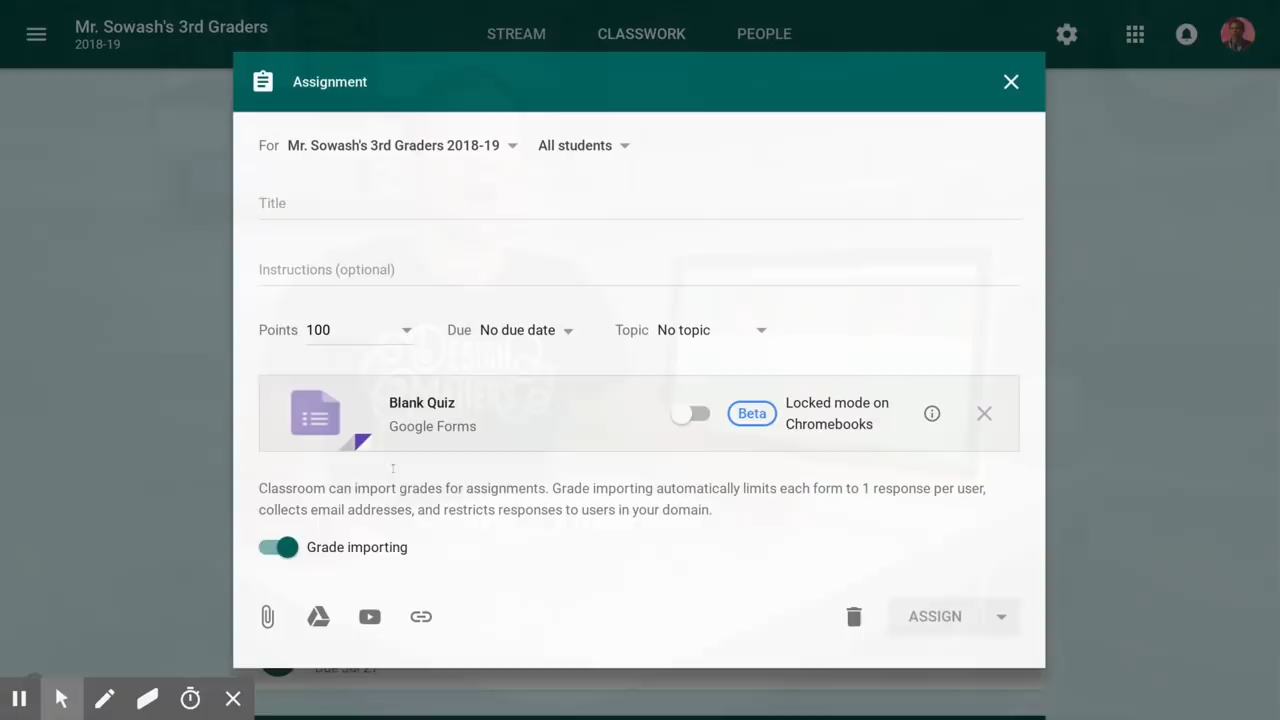 Mr. Sowash's 3rd Graders
2018-19
STREAM CLASSWORK PEOPLE
Assignment
For Mr. Sowash's 3rd Graders 2018-19 All students
Title
Instructions (optional)
Points 100 Due No due date Topic No topic
DESIGN
Blank Quiz
Google Forms
Beta
Locked mode on
Chromebooks
Classroom can import grades for assignments. Grade importing automatically limits each form to 1 response per user,
collects email addresses, and restricts responses to users in your domain.
Grade importing
ASSIGN